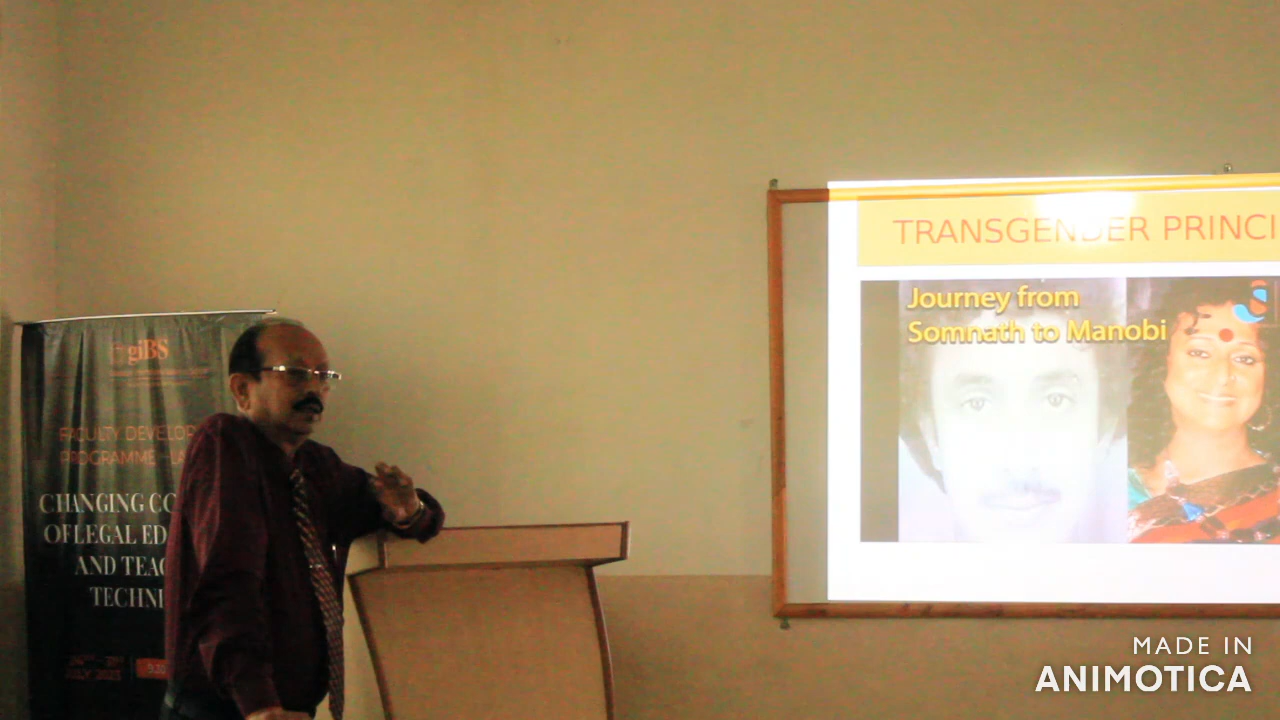 giBS
FACULTY DEVELOP
PROGRAMME - LA
CHANGING CO
OF LEGAL ED
AND TEAC
TECHNI
JULY, 2023
TRANSGENDER PRINCI
Journey from
Somnath to Manobi
MADE IN
ANIMOTICA